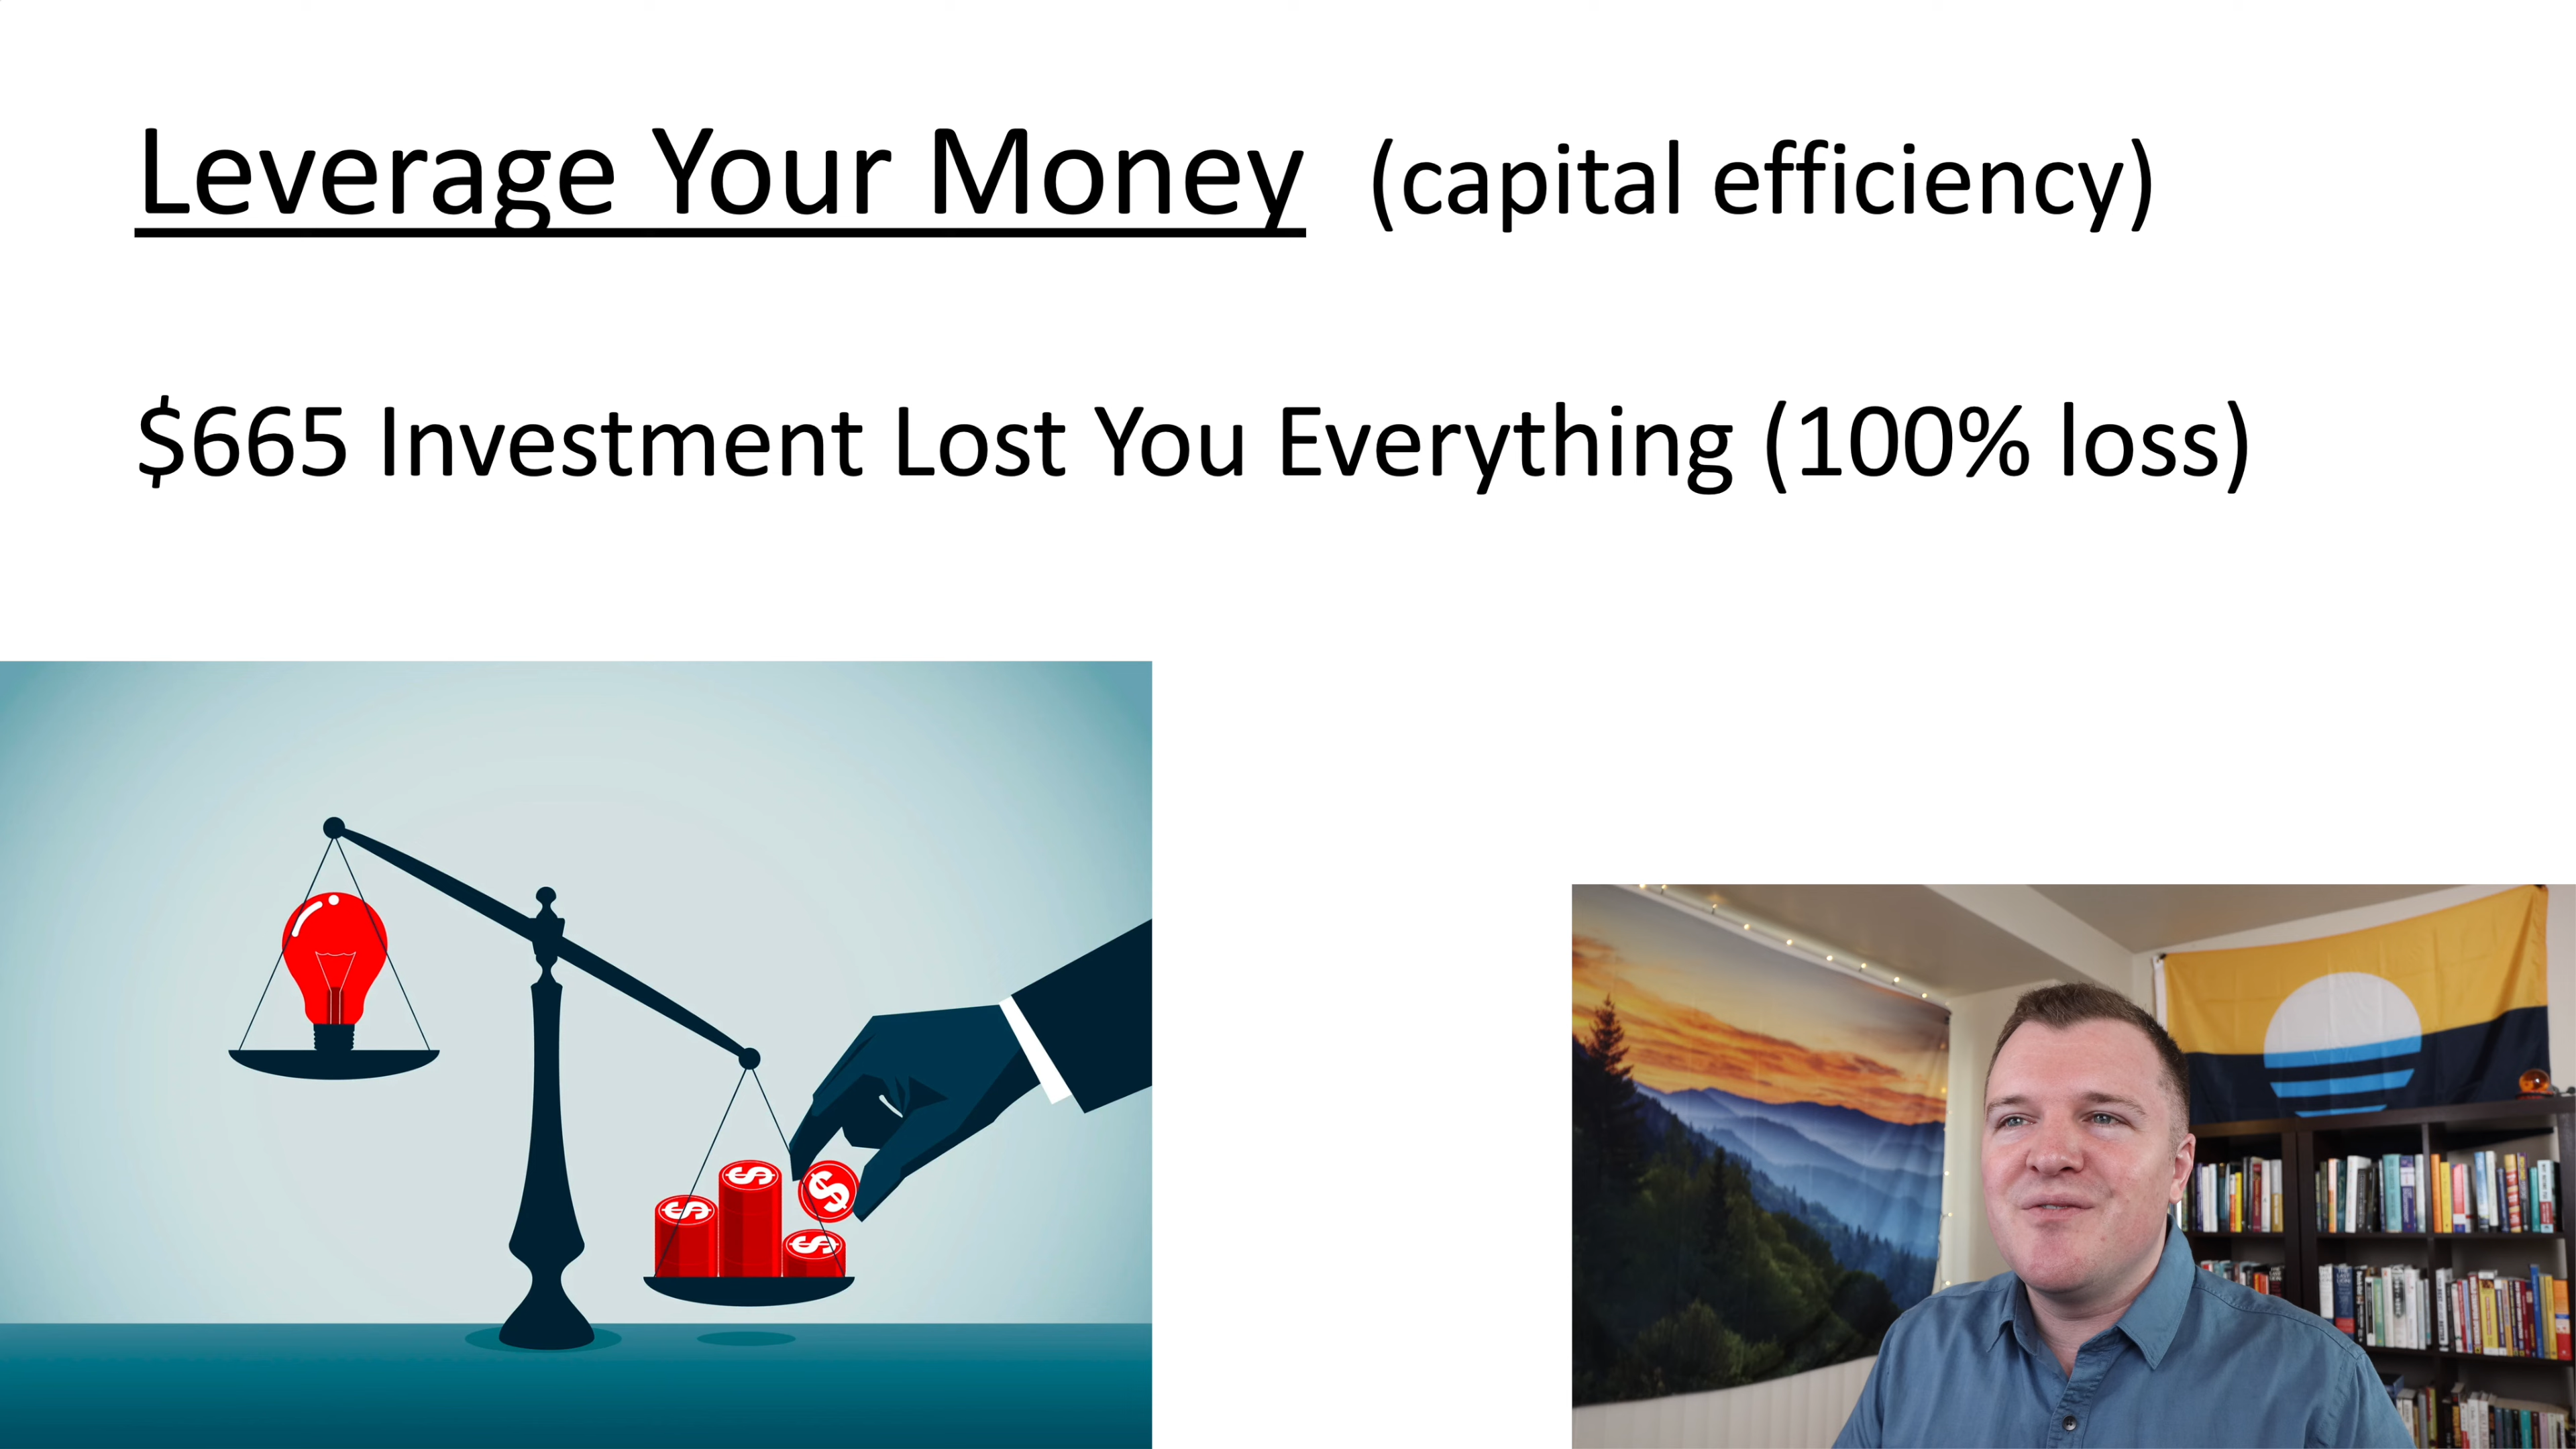 Leverage Your Money (capital efficiency)
$665 Investment Lost You Everything (100% loss)
$ $ $ $